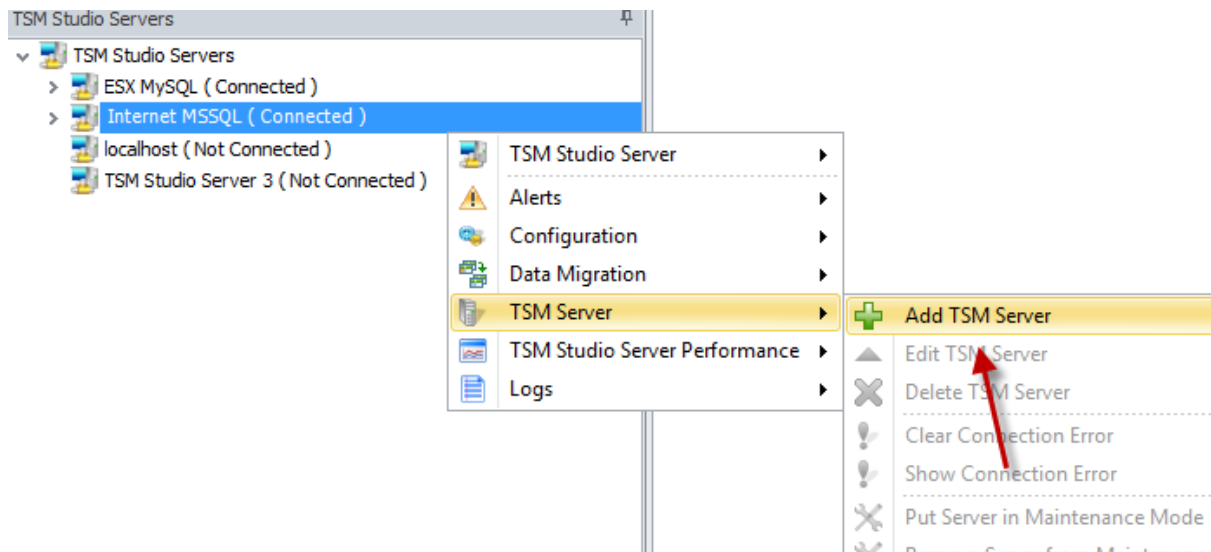 TSM Studio Servers
TSM Studio Servers
ESX MySQL ( Connected )
Internet MSSQL ( Connected )
localhost ( Not Connected )
TSM Studio Server 3 ( Not Connected )
TSM Studio Server
Alerts
Configuration
Data Migration
TSM Server
TSM Studio Server Performance
Logs
Add TSM Server
Edit TSM Server
Delete TSM Server
Clear Connection Error
Show Connection Error
Put Server in Maintenance Mode